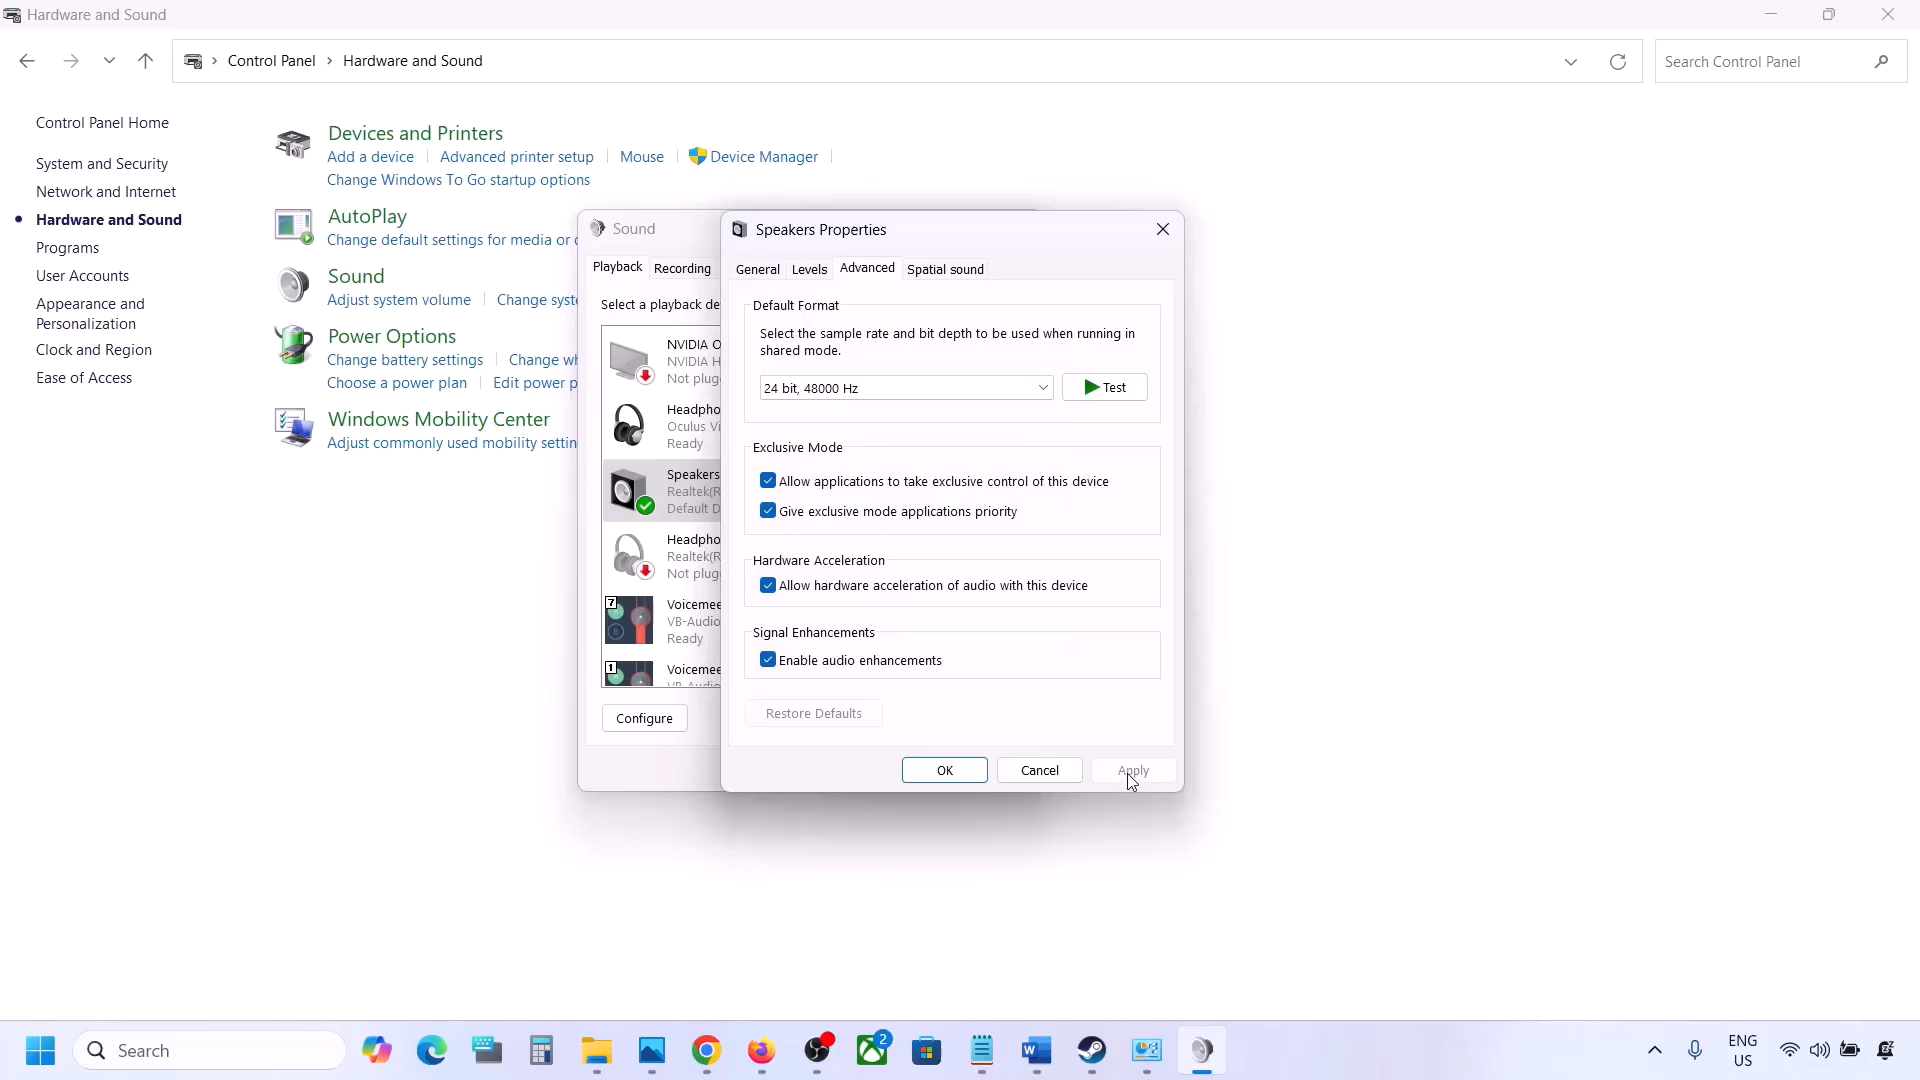 Hardware and Sound
Control Panel > Hardware and Sound
Search Control Panel
Control Panel Home
System and Security
Network and Internet
Hardware and Sound
Programs
User Accounts
Appearance and
Personalization
Clock and Region
Ease of Access
Devices and Printers
Add a device
Advanced printer setup
Mouse
Device Manager
Change Windows To Go startup options
AutoPlay
Change default settings for media or
Sound
Adjust system volume
Change syste
Power Options
Change battery settings
Change wh
Choose a power plan
Edit power p
Windows Mobility Center
Adjust commonly used mobility settin
Sound
Playback
Recording
Select a playback de
NVIDIA O
NVIDIA H
Not plug
Headpho
Oculus Vi
Ready
Speakers
Realtek(R
Default D
Headpho
Realtek(R
Not plug
7
Voicemee
VB-Audio
Ready
1
Voicemee
VB-Audio
Configure
Speakers Properties
General
Levels
Advanced
Spatial sound
Default Format
Select the sample rate and bit depth to be used when running in
shared mode.
24 bit, 48000 Hz
Test
Exclusive Mode
Allow applications to take exclusive control of this device
Give exclusive mode applications priority
Hardware Acceleration
Allow hardware acceleration of audio with this device
Signal Enhancements
Enable audio enhancements
Restore Defaults
OK
Cancel
Apply
Search
2
ENG
US